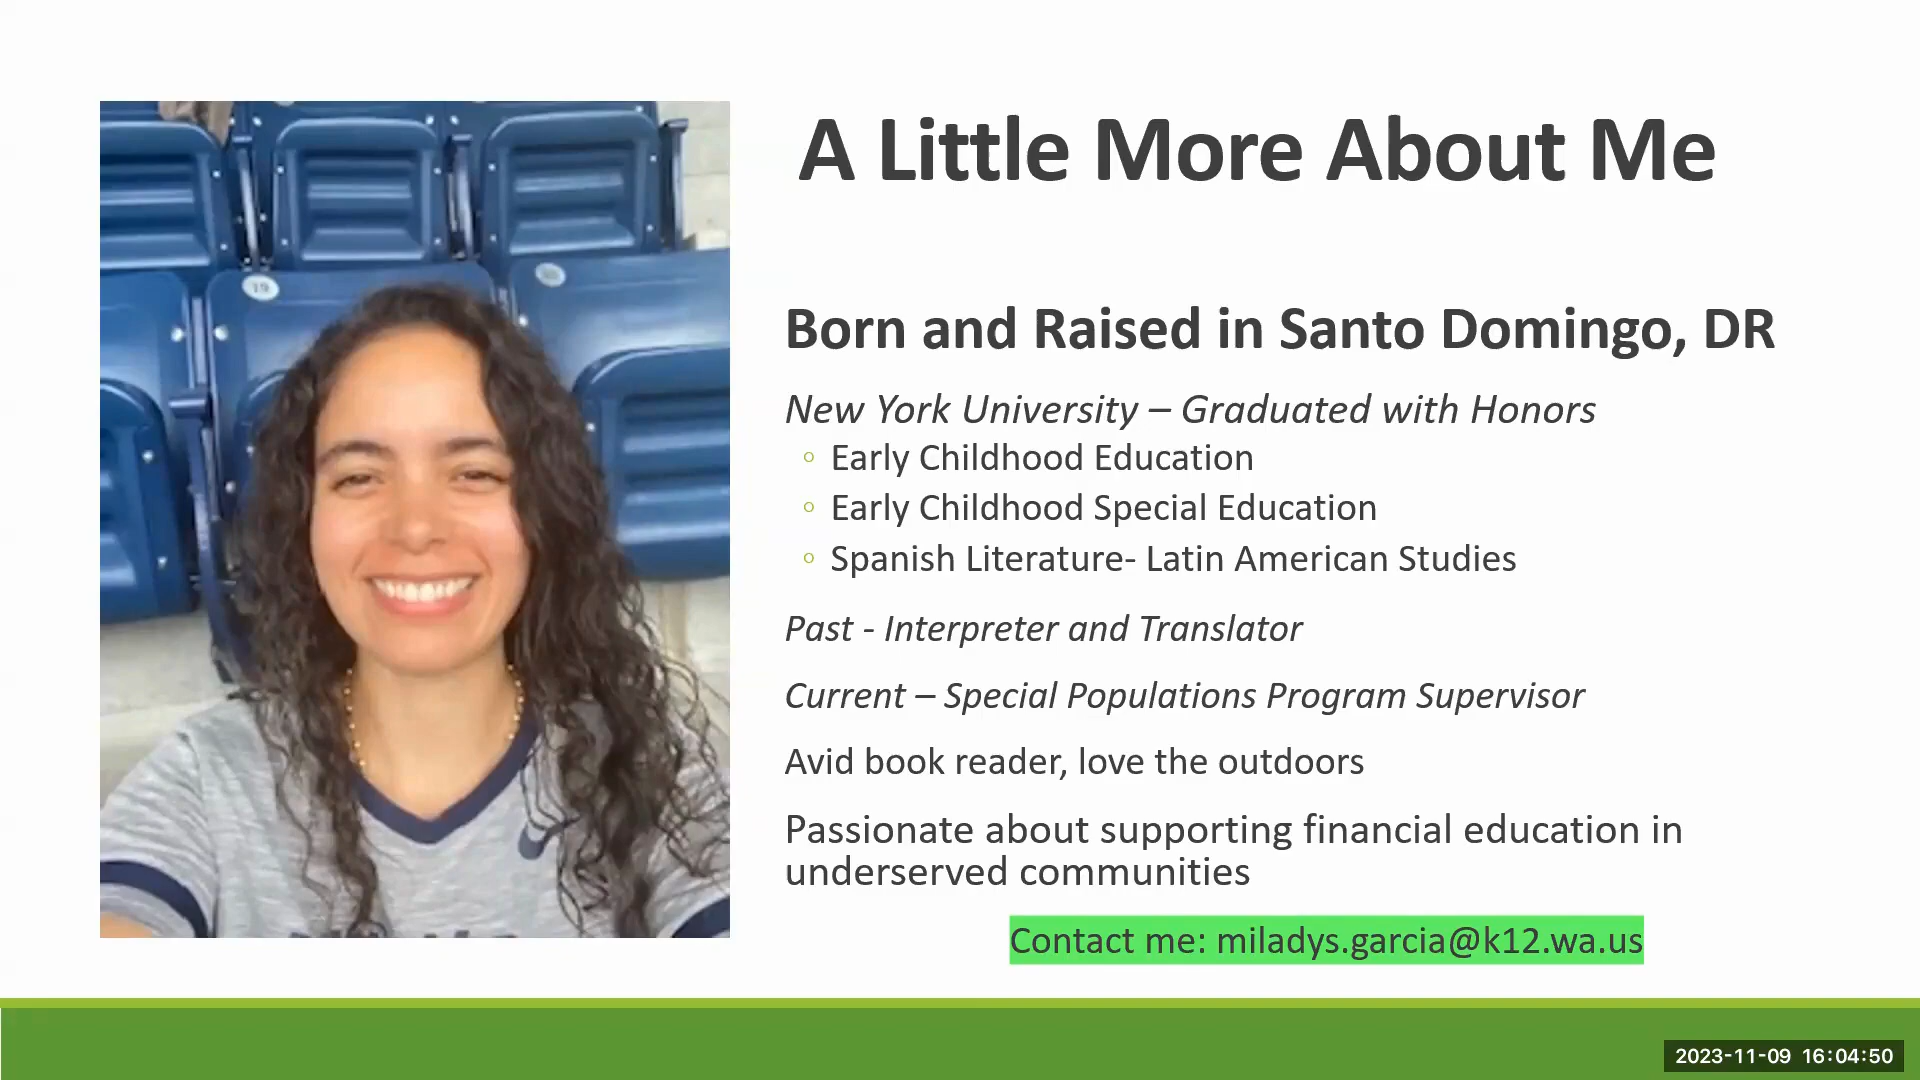 A Little More About Me
Born and Raised in Santo Domingo, DR
New York University – Graduated with Honors
Early Childhood Education
Early Childhood Special Education
Spanish Literature- Latin American Studies
Past - Interpreter and Translator
Current – Special Populations Program Supervisor
Avid book reader, love the outdoors
Passionate about supporting financial education in
underserved communities
Contact me: miladys.garcia@k12.wa.us
19
2023-11-09 16:04:50